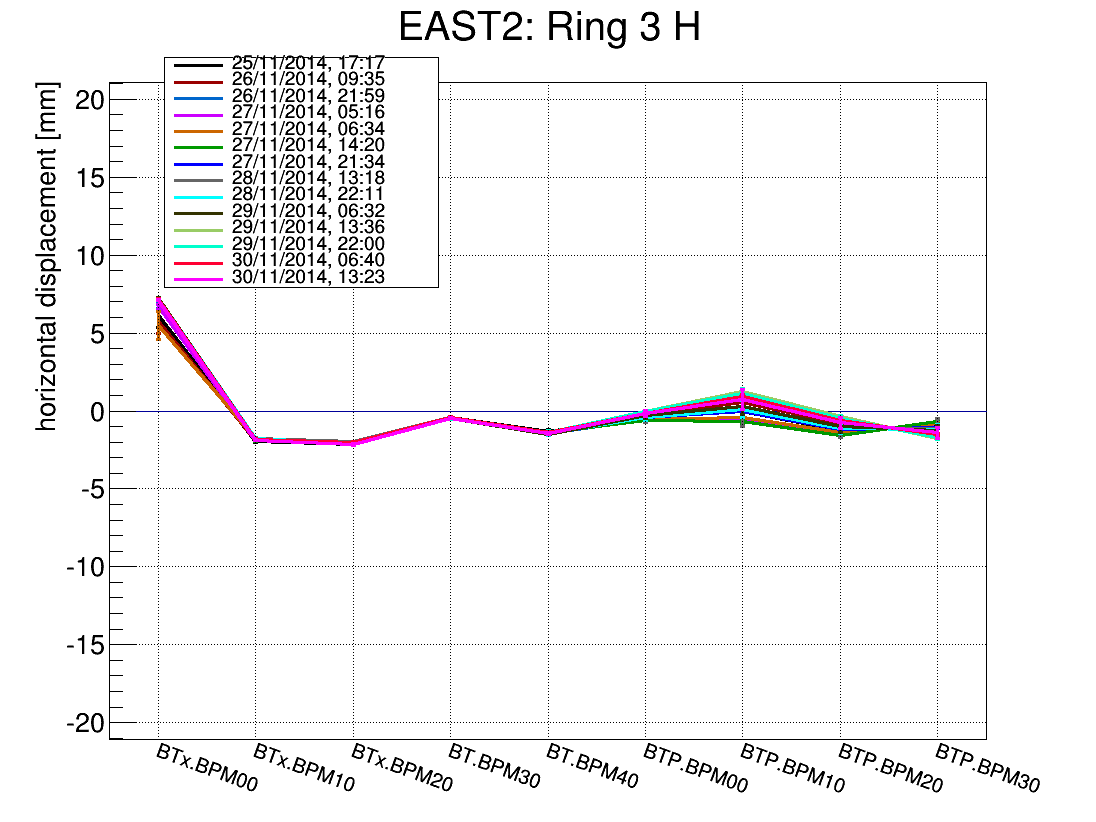 EAST2: Ring 3 H
horizontal displacement [mm]
25/11/2014, 17:17
26/11/2014, 09:35
26/11/2014, 21:59
27/11/2014, 05:16
27/11/2014, 06:34
27/11/2014, 14:20
27/11/2014, 21:34
28/11/2014, 13:18
28/11/2014, 22:11
29/11/2014, 06:32
29/11/2014, 13:36
29/11/2014, 22:00
30/11/2014, 06:40
30/11/2014, 13:23
20
15
10
5
0
-5
-10
-15
-20
BTx.BPM00
BTx.BPM10
BTx.BPM20
BT.BPM30
BT.BPM40
BTP.BPM00
BTP.BPM10
BTP.BPM20
BTP.BPM30